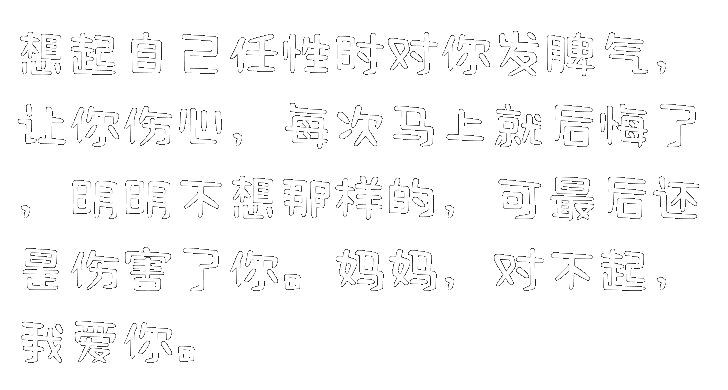 想起自己任性时对你发脾气，
让你伤心，每次马上就后悔了
，明明不想那样的，可最后还
是伤害了你。妈妈，对不起，
我爱你。